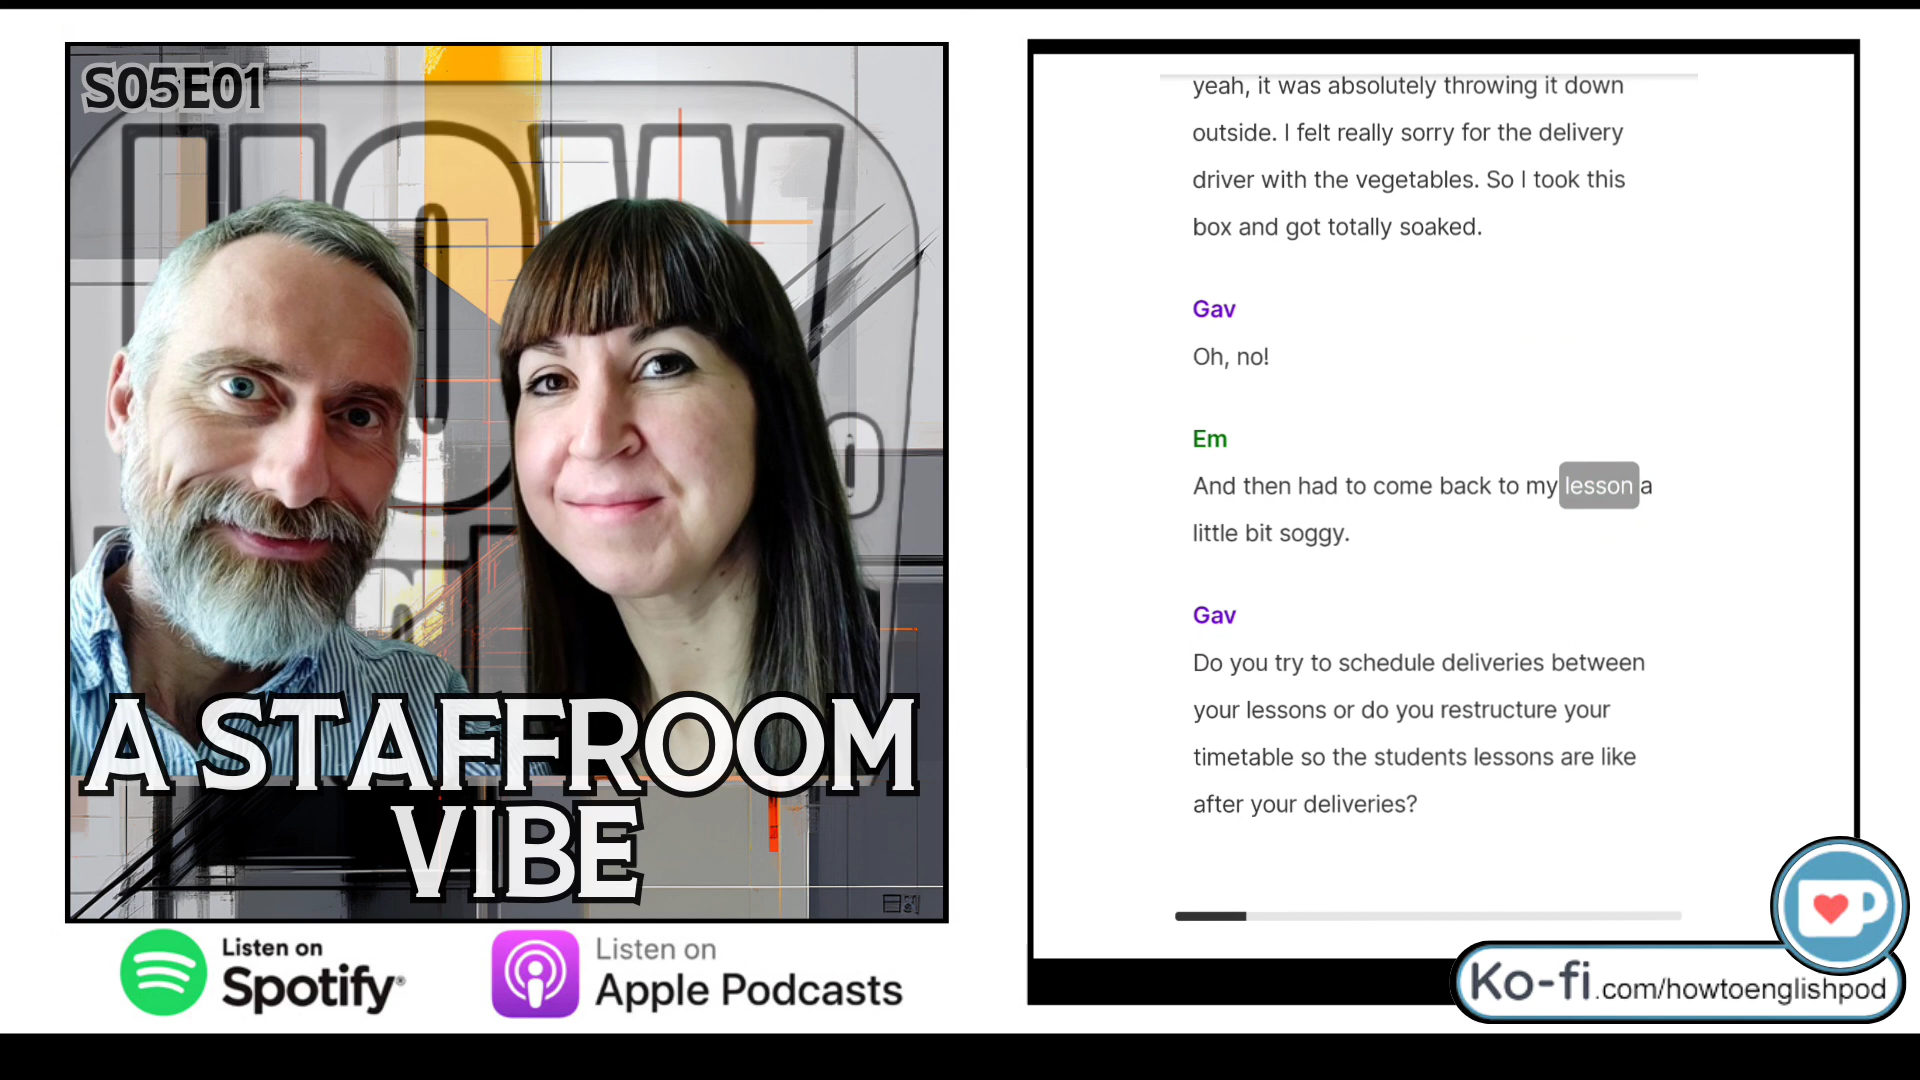 S05E01
HOW
A STAFFROOM
VIBE
Listen on
Spotify®
Listen on
Apple Podcasts
yeah, it was absolutely throwing it down
outside. I felt really sorry for the delivery
driver with the vegetables. So I took this
box and got totally soaked.
Gav
Oh, no!
Em
And then had to come back to my lesson a
little bit soggy.
Gav
Do you try to schedule deliveries between
your lessons or do you restructure your
timetable so the students lessons are like
after your deliveries?
Ko-fi.com/howtoenglishpod